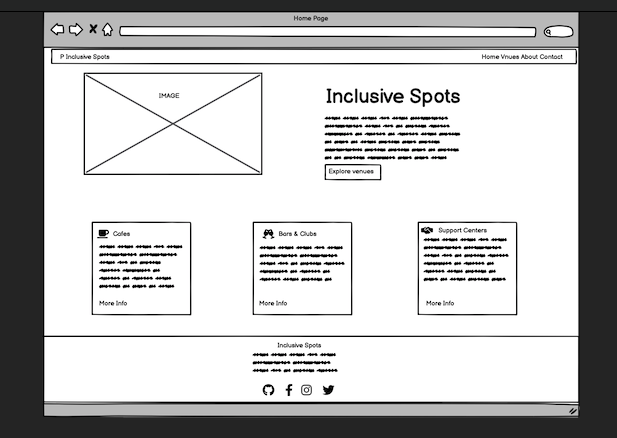 Home Page
P Inclusive Spots
Home Vnues About Contact
IMAGE
Inclusive Spots
Explore venues
Cafes
Bars & Clubs
Support Centers
More Info
More Info
More Info
Inclusive Spots